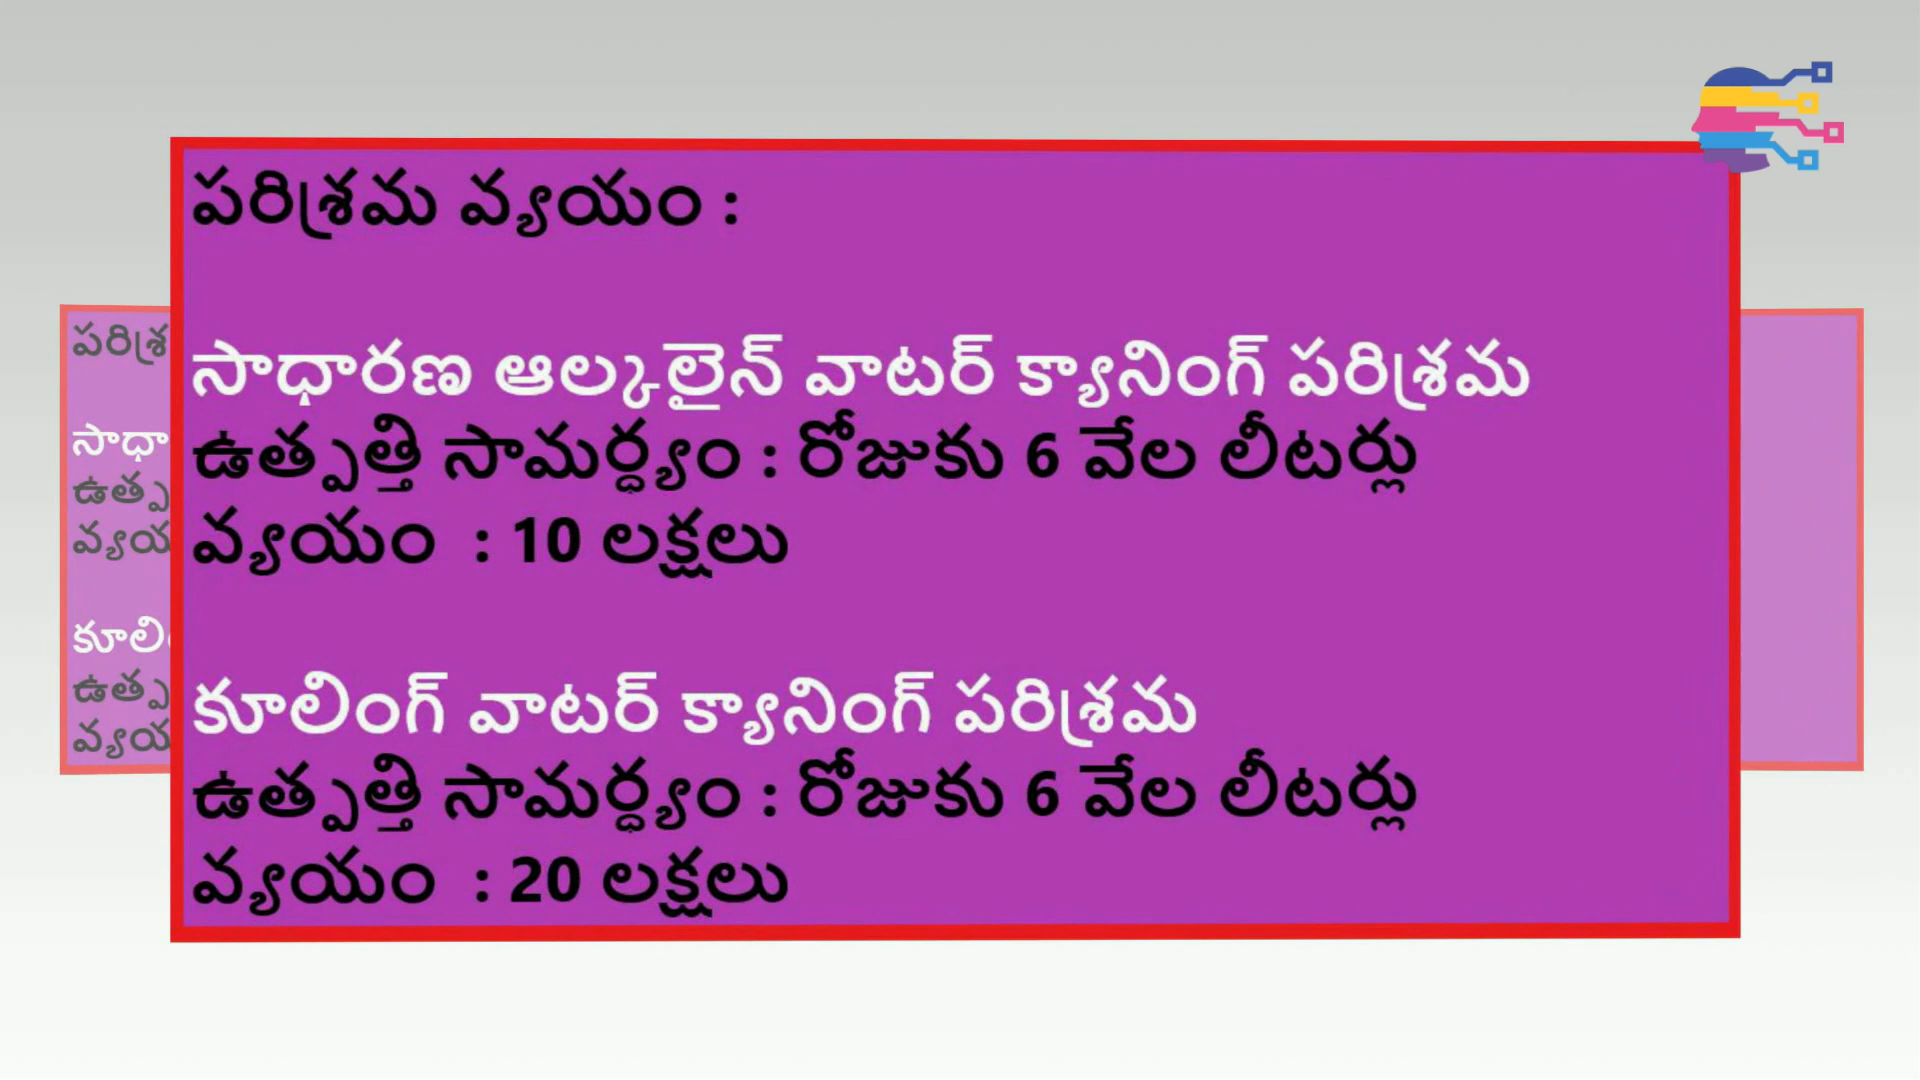 పరిశ్రమ వ్యయం :
సాధారణ ఆల్కలైన్ వాటర్ క్యానింగ్ పరిశ్రమ
ఉత్పత్తి సామర్థ్యం : రోజుకు 6 వేల లీటర్లు
వ్యయం : 10 లక్షలు
కూలింగ్ వాటర్ క్యానింగ్ పరిశ్రమ
ఉత్పత్తి సామర్థ్యం : రోజుకు 6 వేల లీటర్లు
వ్యయం : 20 లక్షలు